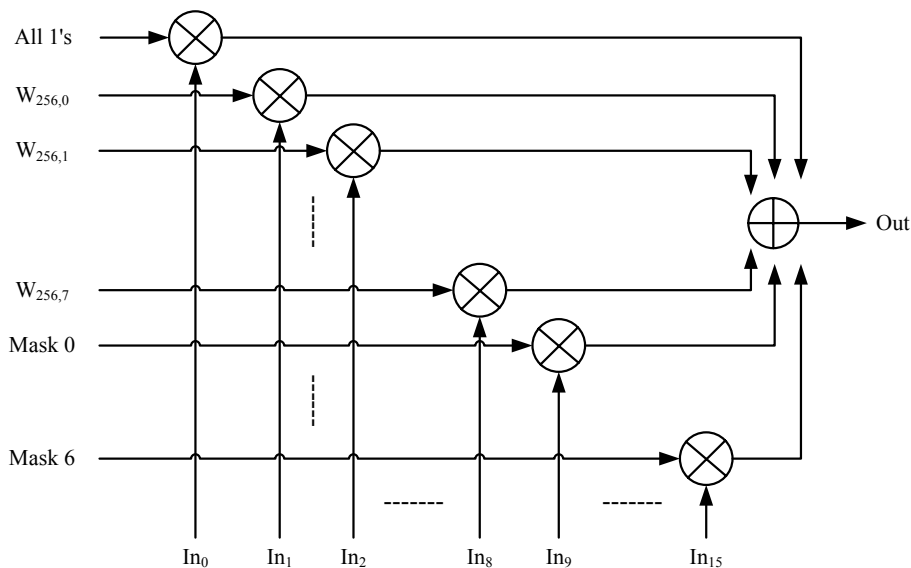 All 1's
W₂₅₆,₀
W₂₅₆,₁
Out
W₂₅₆,₇
Mask 0
Mask 6
In₀ In₁ In₂ In₈ In₉ In₁₅